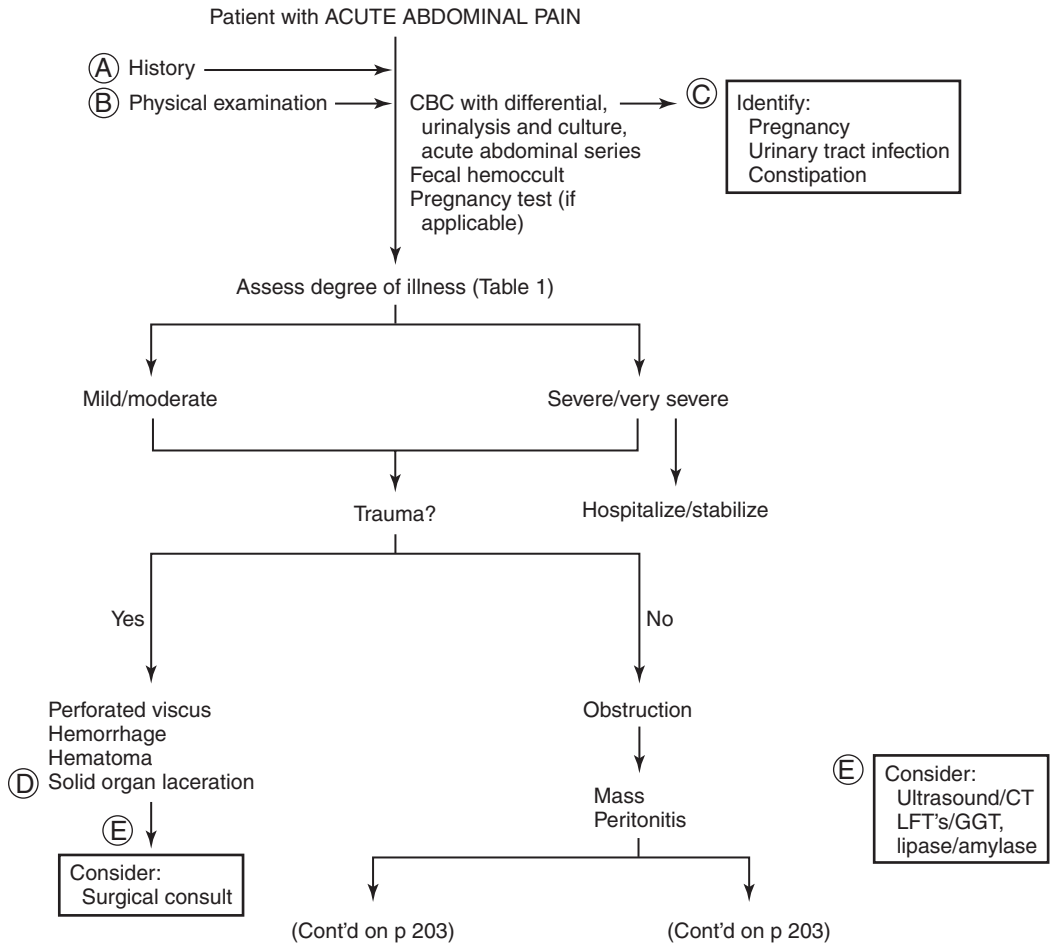 Patient with ACUTE ABDOMINAL PAIN
A History
B Physical examination
CBC with differential,
urinalysis and culture,
acute abdominal series
Fecal hemoccult
Pregnancy test (if
applicable)
C
Identify:
Pregnancy
Urinary tract infection
Constipation
Assess degree of illness (Table 1)
Mild/moderate
Severe/very severe
Trauma?
Hospitalize/stabilize
Yes
No
Perforated viscus
Hemorrhage
Hematoma
D Solid organ laceration
E
Consider:
Surgical consult
Obstruction
Mass
Peritonitis
E
Consider:
Ultrasound/CT
LFT's/GGT,
lipase/amylase
(Cont'd on p 203)
(Cont'd on p 203)